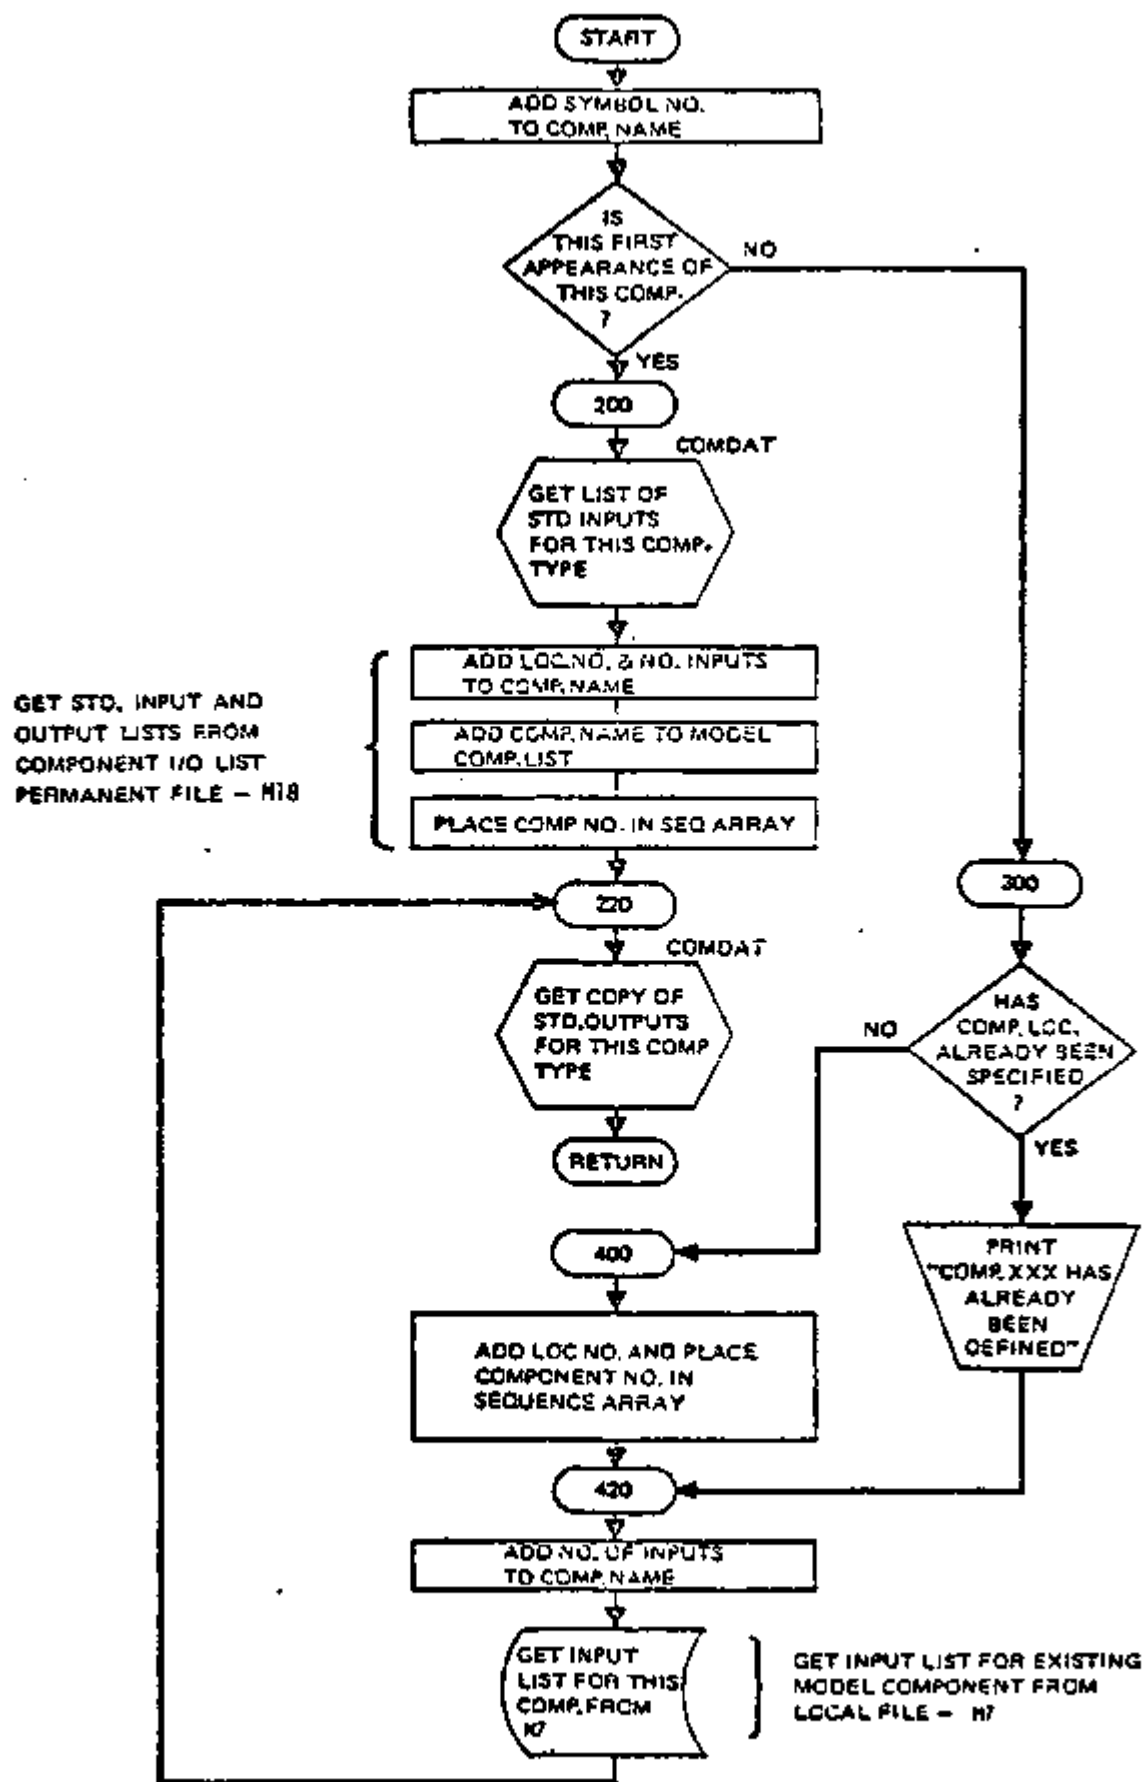 START
ADD SYMBOL NO.
TO COMP. NAME
IS
THIS FIRST
APPEARANCE OF
THIS COMP.
?
NO
YES
200
COMDAT
GET LIST OF
STD INPUTS
FOR THIS COMP.
TYPE
ADD LOC. NO. & NO. INPUTS
TO COMP. NAME
GET STD. INPUT AND
OUTPUT LISTS FROM
COMPONENT I/O LIST
PERMANENT FILE – M18
ADD COMP. NAME TO MODEL
COMP. LIST
PLACE COMP NO. IN SEQ ARRAY
220
COMDAT
GET COPY OF
STD. OUTPUTS
FOR THIS COMP
TYPE
RETURN
300
HAS
COMP. LOC.
ALREADY BEEN
SPECIFIED
?
NO
YES
PRINT
"COMP. XXX HAS
ALREADY
BEEN
DEFINED"
400
ADD LOC NO. AND PLACE
COMPONENT NO. IN
SEQUENCE ARRAY
420
ADD NO. OF INPUTS
TO COMP. NAME
GET INPUT
LIST FOR THIS
COMP. FROM
M7
GET INPUT LIST FOR EXISTING
MODEL COMPONENT FROM
LOCAL FILE – M7